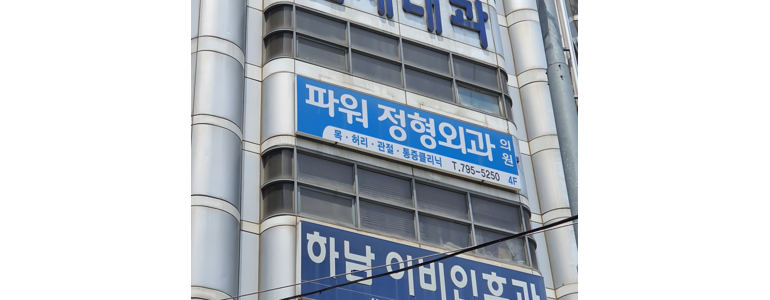 파워 정형외과 의원
목·허리·관절·통증클리닉 T.795-5250 4F
하남 이비인후과